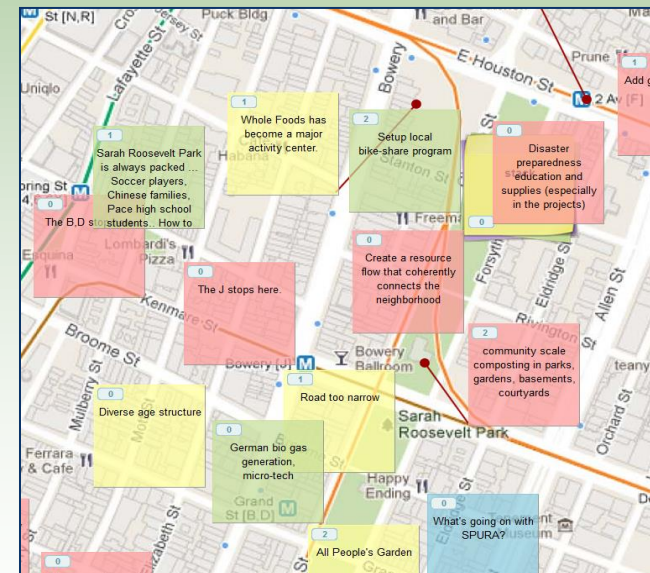 St [N,R]
Puck Bldg
and Bar
E Houston St
Prune
Lafayette St
Bowery
2 Av [F]
Uniqlo
1
Add
1
Whole Foods has
become a major
activity center.
2
Setup local
bike-share program
Stanton St
0
Disaster
preparedness
education and
supplies (especially
in the projects)
0
1
Sarah Roosevelt Park
is always packed ...
Soccer players,
Chinese families,
Pace high school
students.. How to
Habana
0
The B,D
Lombardi's
Pizza
0
The J stops here.
0
Create a resource
flow that coherently
connects the
neighborhood
Forsyth
Eldridge St
Allen St
Rivington St
2
community scale
composting in parks,
gardens, basements,
courtyards
Kenmare St
Broome St
Bowery [J]
Bowery
Ballroom
teany
Orchard St
Mulberry St
0
Diverse age structure
1
Road too narrow
Sarah
Roosevelt Park
0
German bio gas
generation,
micro-tech
Grand
St [B,D]
Ferrara
& Cafe
Happy
Ending
0
What's going on with
SPURA?
2
All People's Garden
Elizabeth St
0